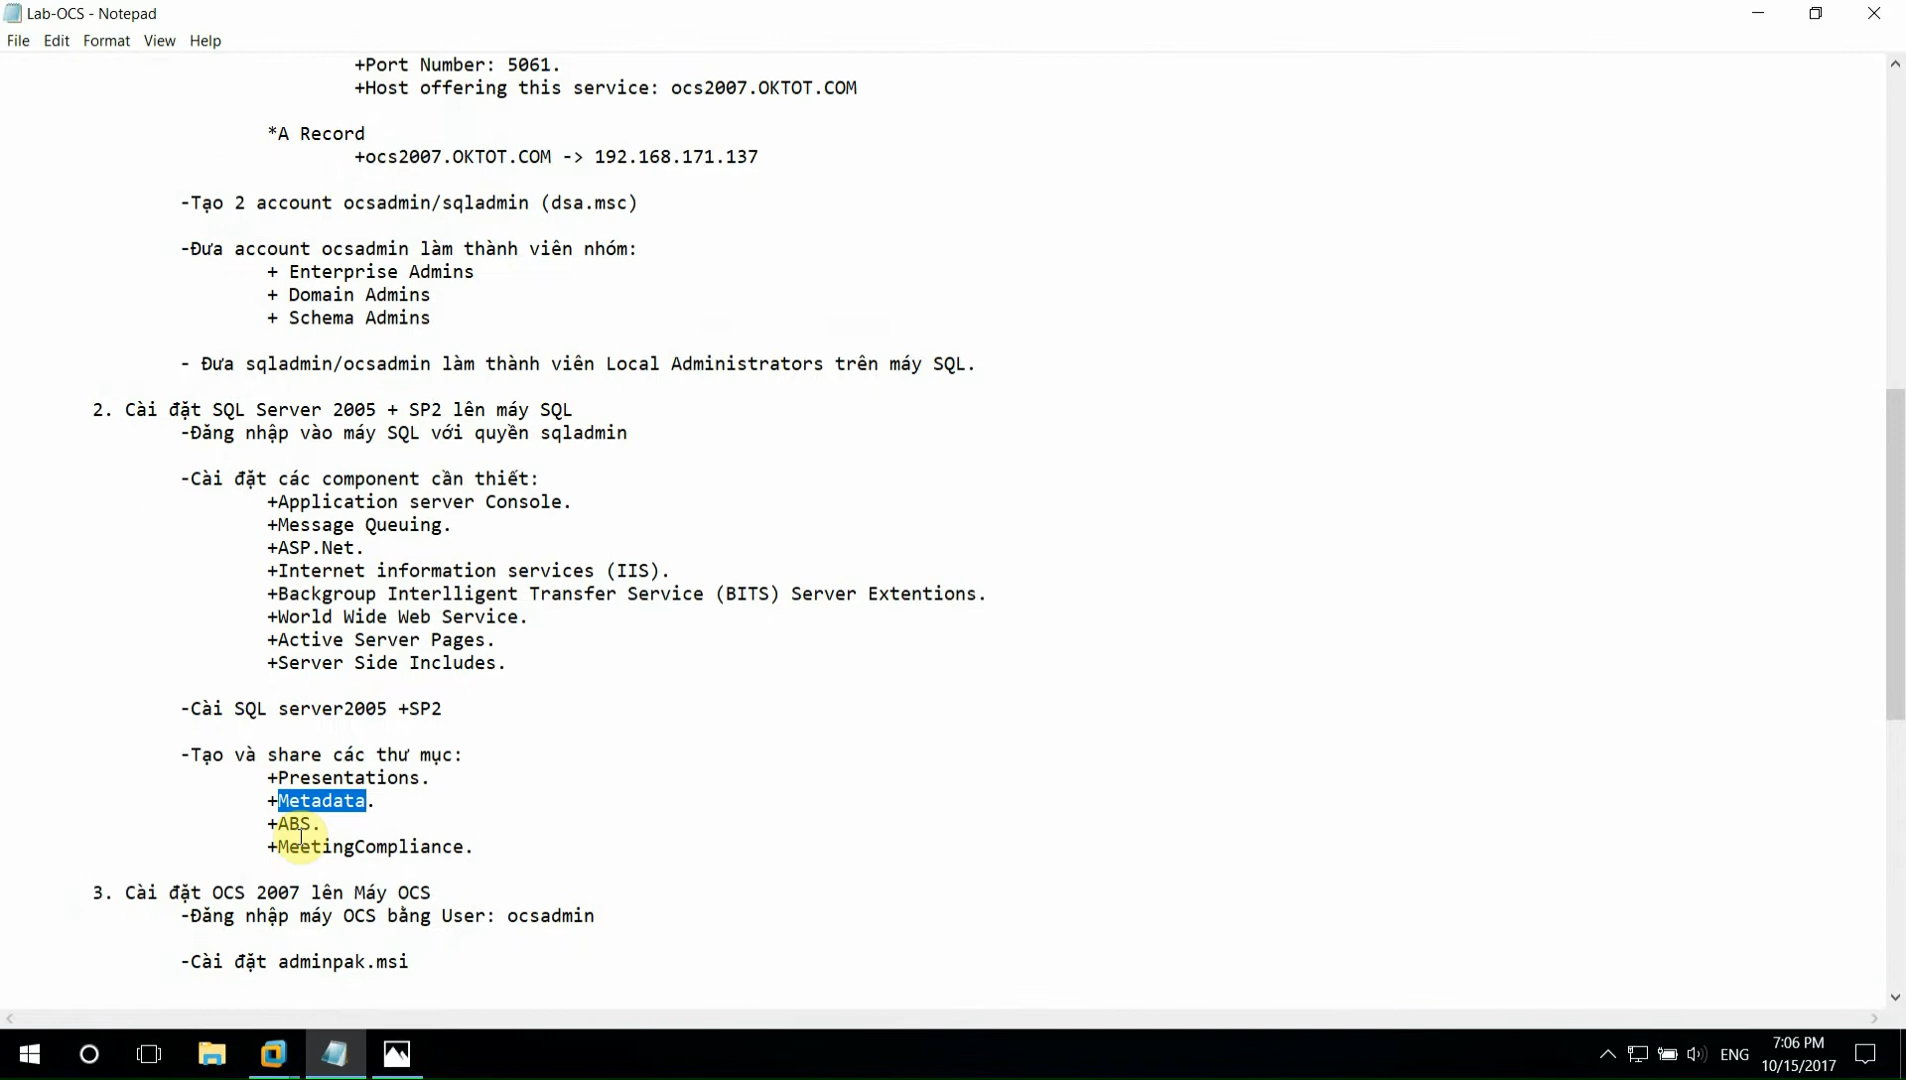 Lab-OCS - Notepad
File Edit Format View Help
+Port Number: 5061.
+Host offering this service: ocs2007.OKTOT.COM
*A Record
+ocs2007.OKTOT.COM -> 192.168.171.137
-Tạo 2 account ocsadmin/sqladmin (dsa.msc)
-Đưa account ocsadmin làm thành viên nhóm:
+ Enterprise Admins
+ Domain Admins
+ Schema Admins
- Đưa sqladmin/ocsadmin làm thành viên Local Administrators trên máy SQL.
2. Cài đặt SQL Server 2005 + SP2 lên máy SQL
-Đăng nhập vào máy SQL với quyền sqladmin
-Cài đặt các component cần thiết:
+Application server Console.
+Message Queuing.
+ASP.Net.
+Internet information services (IIS).
+Backgroup Interlligent Transfer Service (BITS) Server Extentions.
+World Wide Web Service.
+Active Server Pages.
+Server Side Includes.
-Cài SQL server2005 +SP2
-Tạo và share các thư mục:
+Presentations.
+Metadata.
+ABS.
+MeetingCompliance.
3. Cài đặt OCS 2007 lên Máy OCS
-Đăng nhập máy OCS bằng User: ocsadmin
-Cài đặt adminpak.msi
ENG
7:06 PM
10/15/2017